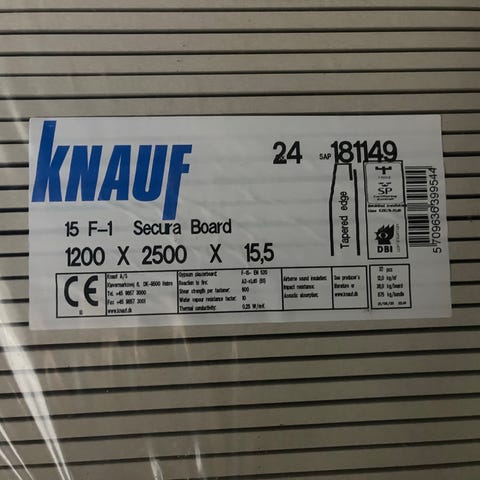 KNAUF
24 SAP 181149
15 F-1 Secura Board
1200 X 2500 X 15,5
Tapered edge
SP
DBI
5709636399544
CE
Knauf A/S
Tel. +45 9657 3000
Fax +45 9657 3001
www.knauf.dk
Gypsum plasterboard:
Reaction to fire:
Shear strength per fastener:
Water vapour resistance factor:
Thermal conductivity:
EN 520
A2-s1,d0 (B)
600
10
0,25 W/mK
Airborne sound insulation:
Impact resistance:
Acoustic absorption:
See producer's
literature or
www.knauf.dk